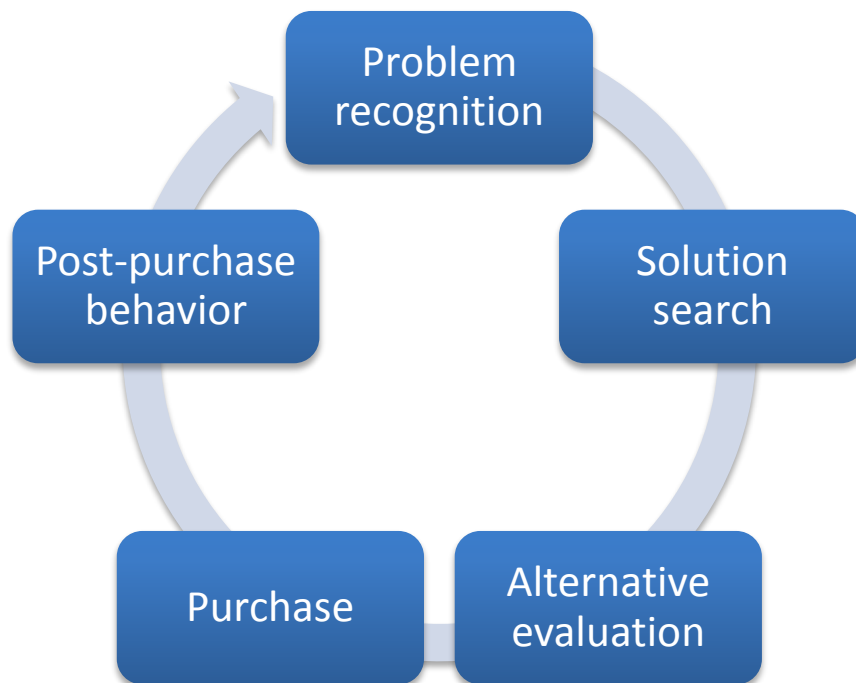 Problem
recognition
Solution
search
Alternative
evaluation
Purchase
Post-purchase
behavior